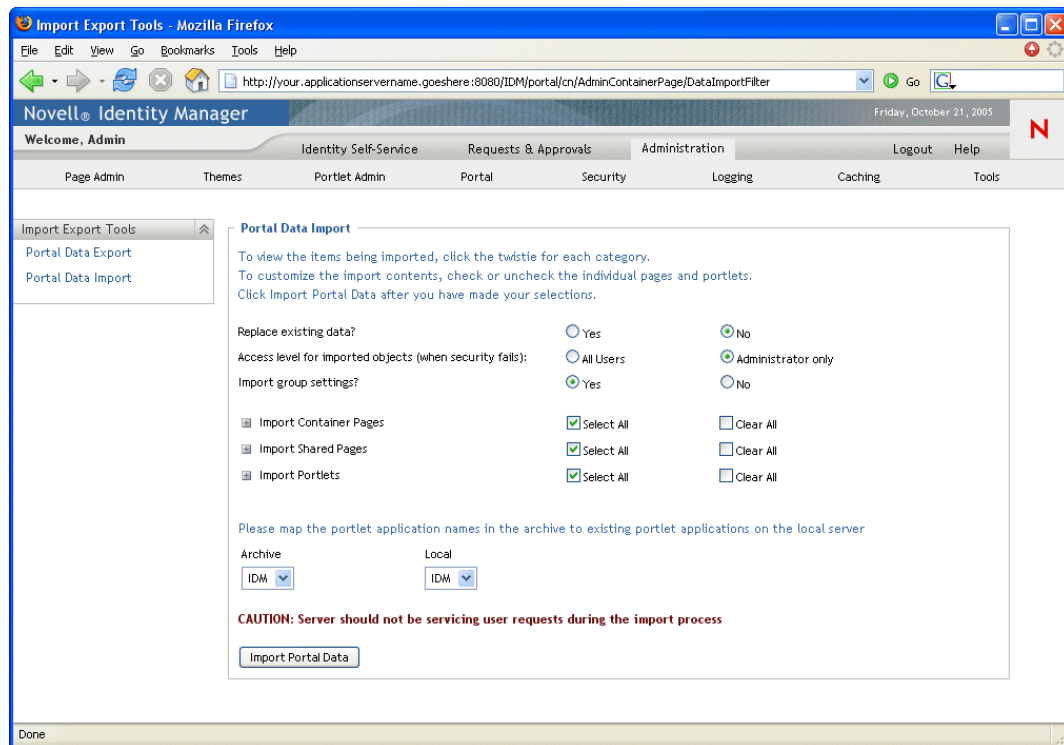 Import Export Tools - Mozilla Firefox
File Edit View Go Bookmarks Tools Help
http://your.applicationservername.goeshere:8080/IDM/portal/cn/AdminContainerPage/DataImportFilter Go G
Novell® Identity Manager Friday, October 21, 2005
N
Welcome, Admin Identity Self-Service Requests & Approvals Administration Logout Help
Page Admin Themes Portlet Admin Portal Security Logging Caching Tools
Import Export Tools
Portal Data Export
Portal Data Import
Portal Data Import
To view the items being imported, click the twistie for each category.
To customize the import contents, check or uncheck the individual pages and portlets.
Click Import Portal Data after you have made your selections.
Replace existing data? Yes No
Access level for imported objects (when security fails): All Users Administrator only
Import group settings? Yes No
Import Container Pages Select All Clear All
Import Shared Pages Select All Clear All
Import Portlets Select All Clear All
Please map the portlet application names in the archive to existing portlet applications on the local server
Archive Local
IDM IDM
CAUTION: Server should not be servicing user requests during the import process
Import Portal Data
Done